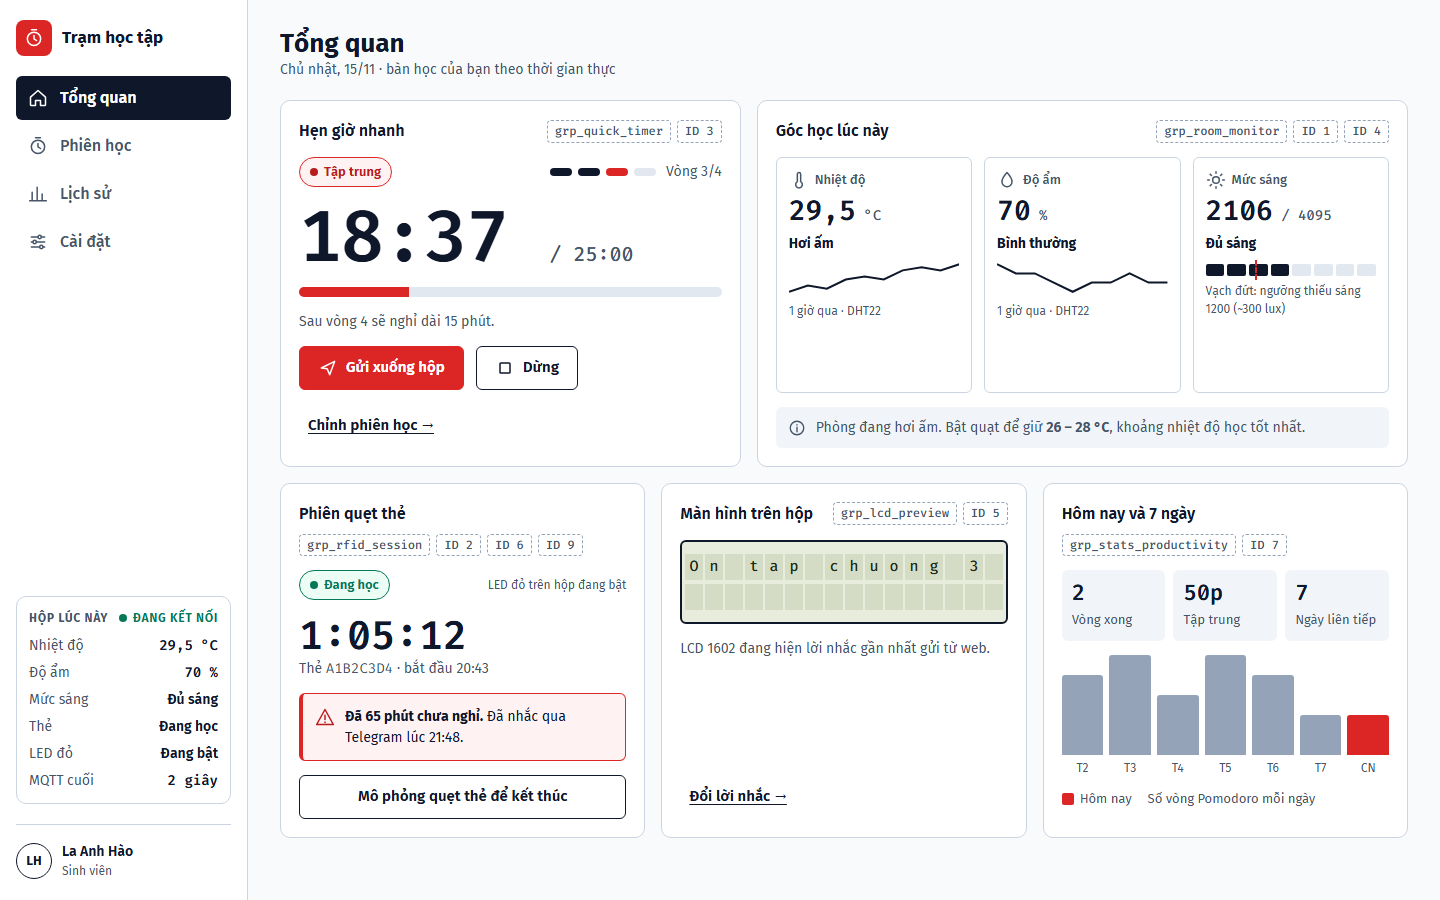 Trạm học tập
Tổng quan
Phiên học
Lịch sử
Cài đặt
HỘP LÚC NÀY ĐANG KẾT NỐI
Nhiệt độ 29,5 °C
Độ ẩm 70 %
Mức sáng Đủ sáng
Thẻ Đang học
LED đỏ Đang bật
MQTT cuối 2 giây
LH
La Anh Hào
Sinh viên
Tổng quan
Chủ nhật, 15/11 · bàn học của bạn theo thời gian thực
Hẹn giờ nhanh grp_quick_timer ID 3
Tập trung Vòng 3/4
18:37 / 25:00
Sau vòng 4 sẽ nghỉ dài 15 phút.
Gửi xuống hộp Dừng
Chỉnh phiên học →
Góc học lúc này grp_room_monitor ID 1 ID 4
Nhiệt độ
29,5 °C
Hơi ấm
1 giờ qua · DHT22
Độ ẩm
70 %
Bình thường
1 giờ qua · DHT22
Mức sáng
2106 / 4095
Đủ sáng
Vạch đứt: ngưỡng thiếu sáng
1200 (~300 lux)
Phòng đang hơi ấm. Bật quạt để giữ 26 – 28 °C, khoảng nhiệt độ học tốt nhất.
Phiên quẹt thẻ
grp_rfid_session ID 2 ID 6 ID 9
Đang học LED đỏ trên hộp đang bật
1:05:12
Thẻ A1B2C3D4 · bắt đầu 20:43
Đã 65 phút chưa nghỉ. Đã nhắc qua
Telegram lúc 21:48.
Mô phỏng quẹt thẻ để kết thúc
Màn hình trên hộp grp_lcd_preview ID 5
On tap chuong 3
LCD 1602 đang hiện lời nhắc gần nhất gửi từ web.
Đổi lời nhắc →
Hôm nay và 7 ngày
grp_stats_productivity ID 7
2
Vòng xong
50p
Tập trung
7
Ngày liên tiếp
T2 T3 T4 T5 T6 T7 CN
Hôm nay Số vòng Pomodoro mỗi ngày